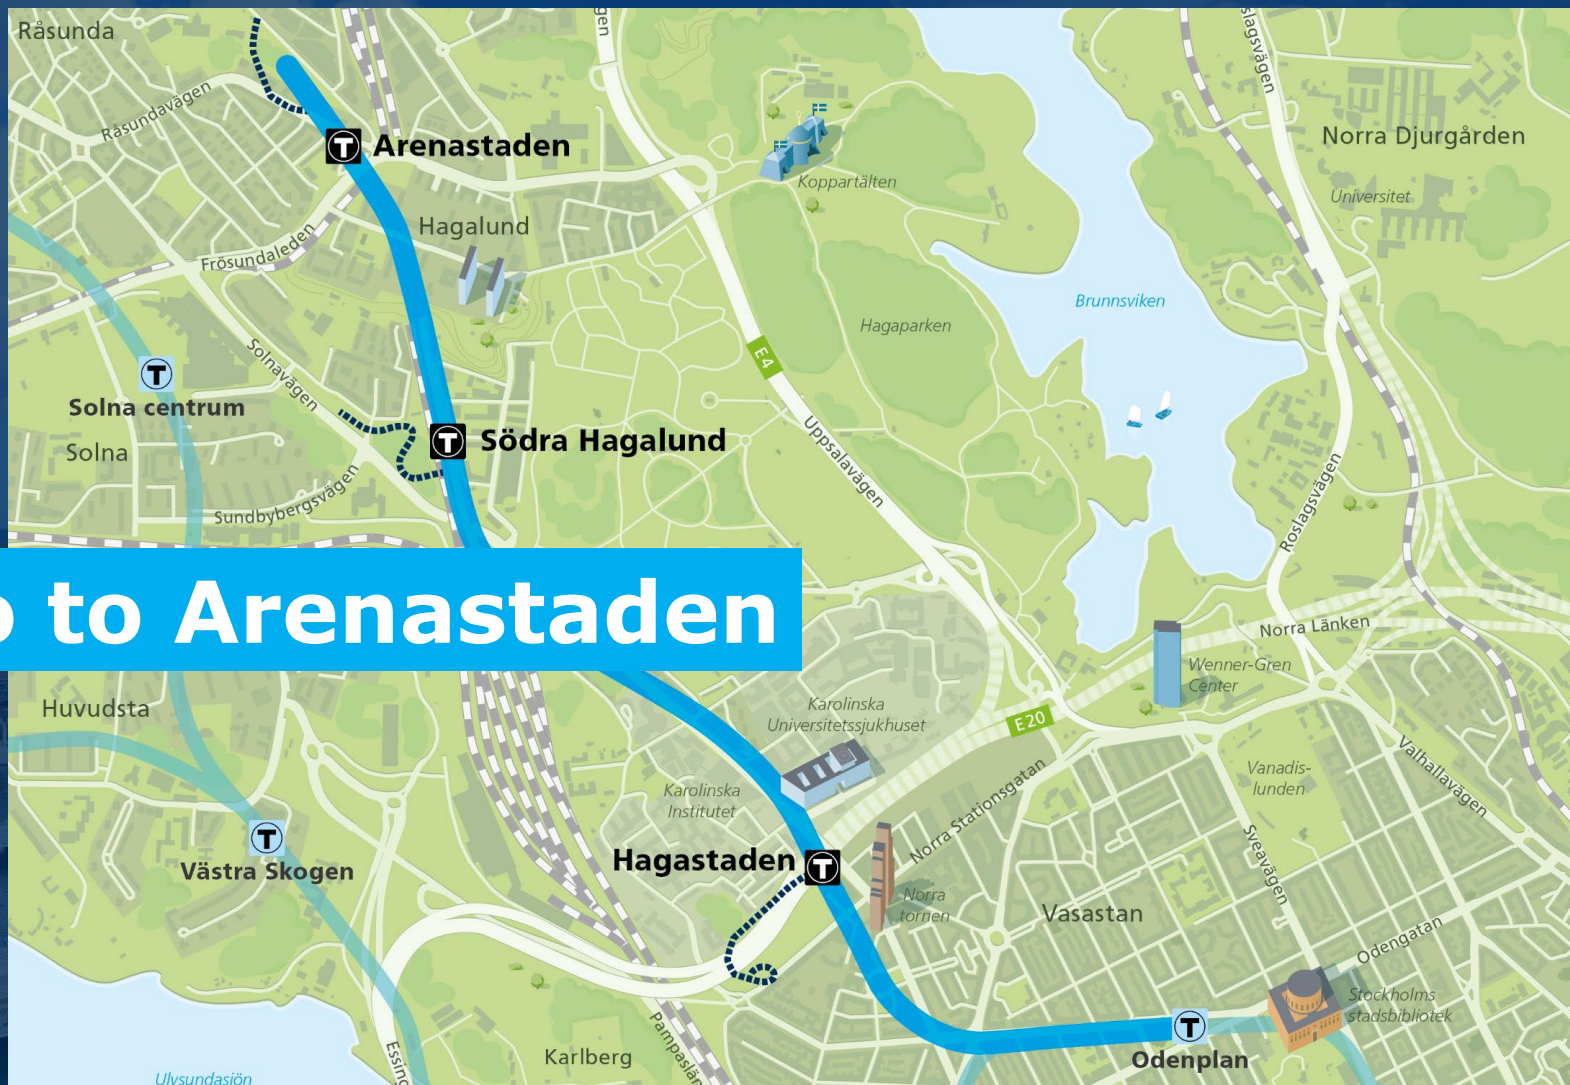 Råsunda
Råsundavägen
Arenastaden
Hagalund
Frösundaleden
Koppartälten
Norra Djurgården
Universitet
Brunnsviken
Hagaparken
E4
Solnavägen
Solna centrum
Solna
Södra Hagalund
Uppsalavägen
Sundbybergsvägen
Roslagsvägen
to Arenastaden
Norra Länken
Wenner-Gren
Center
Huvudsta
Karolinska
Universitetssjukhuset
E20
Valhallavägen
Vanadis-
lunden
Karolinska
Institutet
Norra Stationsgatan
Sveavägen
Västra Skogen
Hagastaden
Norra
tornen
Vasastan
Odengatan
Stockholms
stadsbibliotek
Karlberg
Odenplan
Ulvsundasjön